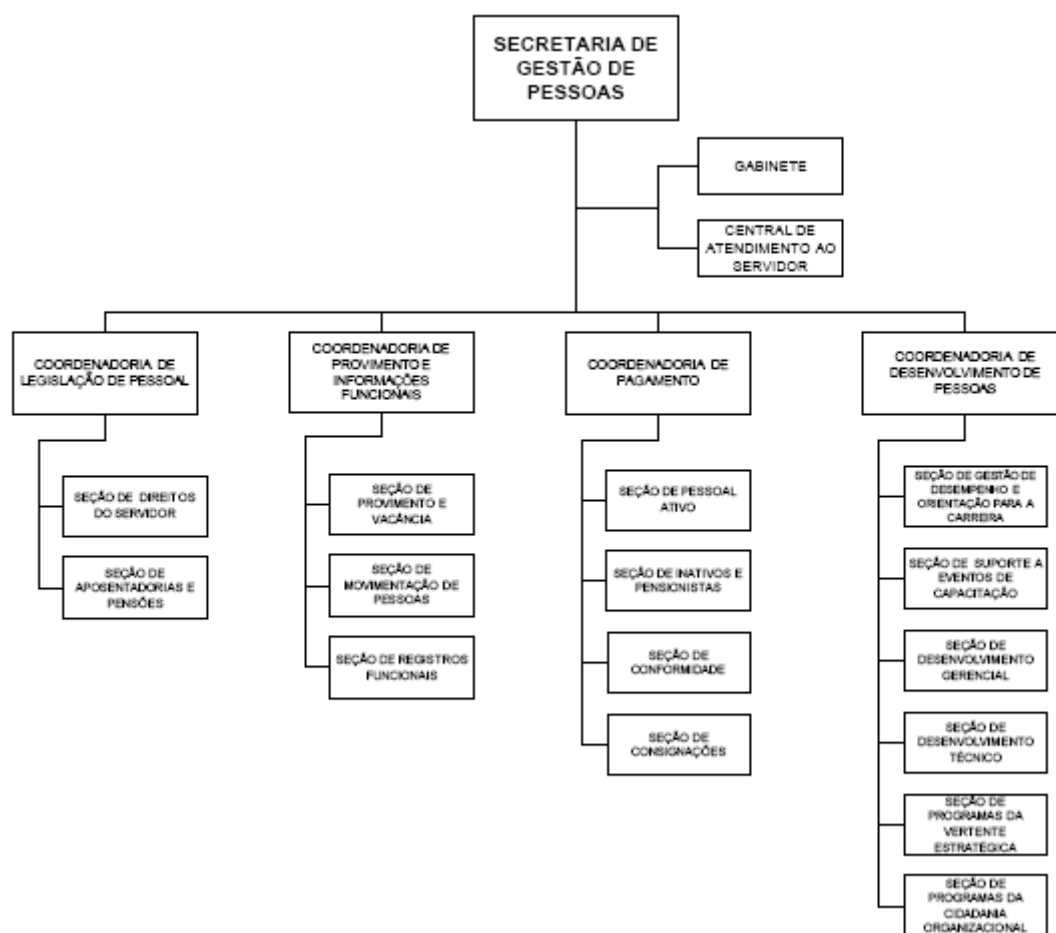 SECRETARIA DE
GESTÃO DE
PESSOAS
GABINETE
CENTRAL DE
ATENDIMENTO AO
SERVIDOR
COORDENADORIA DE
LEGISLAÇÃO DE PESSOAL
SEÇÃO DE DIREITOS
DO SERVIDOR
SEÇÃO DE
APOSENTADORIAS E
PENSÕES
COORDENADORIA DE
PROVIMENTO E
INFORMAÇÕES
FUNCIONAIS
SEÇÃO DE
PROVIMENTO E
VACÂNCIA
SEÇÃO DE
MOVIMENTAÇÃO DE
PESSOAS
SEÇÃO DE REGISTROS
FUNCIONAIS
COORDENADORIA DE
PAGAMENTO
SEÇÃO DE PESSOAL
ATIVO
SEÇÃO DE INATIVOS E
PENSIONISTAS
SEÇÃO DE
CONFORMIDADE
SEÇÃO DE
CONSIGNAÇÕES
COORDENADORIA DE
DESENVOLVIMENTO DE
PESSOAS
SEÇÃO DE GESTÃO DE
DESEMPENHO E
ORIENTAÇÃO PARA A
CARREIRA
SEÇÃO DE SUPORTE A
EVENTOS DE
CAPACITAÇÃO
SEÇÃO DE
DESENVOLVIMENTO
GERENCIAL
SEÇÃO DE
DESENVOLVIMENTO
TÉCNICO
SEÇÃO DE
PROGRAMAS DA
VERTENTE
ESTRATÉGICA
SEÇÃO DE
PROGRAMAS DA
CIDADANIA
ORGANIZACIONAL